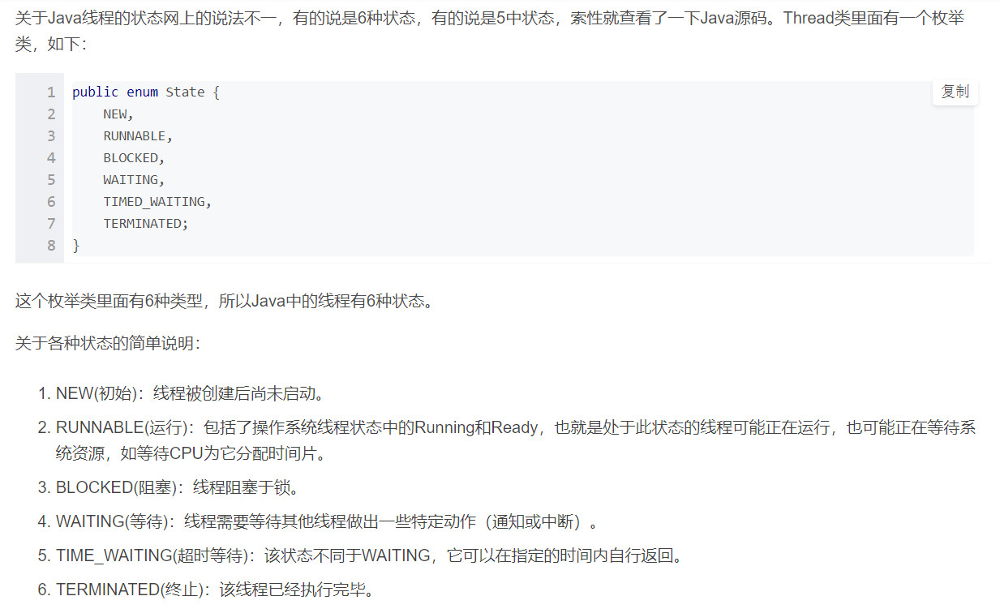 关于Java线程的状态网上的说法不一，有的说是6种状态，有的说是5中状态，索性就查看了一下Java源码。Thread类里面有一个枚举
类，如下：
复制
1 public enum State {
2 NEW,
3 RUNNABLE,
4 BLOCKED,
5 WAITING,
6 TIMED_WAITING,
7 TERMINATED;
8 }
这个枚举类里面有6种类型，所以Java中的线程有6种状态。
关于各种状态的简单说明：
1. NEW(初始)：线程被创建后尚未启动。
2. RUNNABLE(运行)：包括了操作系统线程状态中的Running和Ready，也就是处于此状态的线程可能正在运行，也可能正在等待系
统资源，如等待CPU为它分配时间片。
3. BLOCKED(阻塞)：线程阻塞于锁。
4. WAITING(等待)：线程需要等待其他线程做出一些特定动作（通知或中断）。
5. TIME_WAITING(超时等待)：该状态不同于WAITING，它可以在指定的时间内自行返回。
6. TERMINATED(终止)：该线程已经执行完毕。